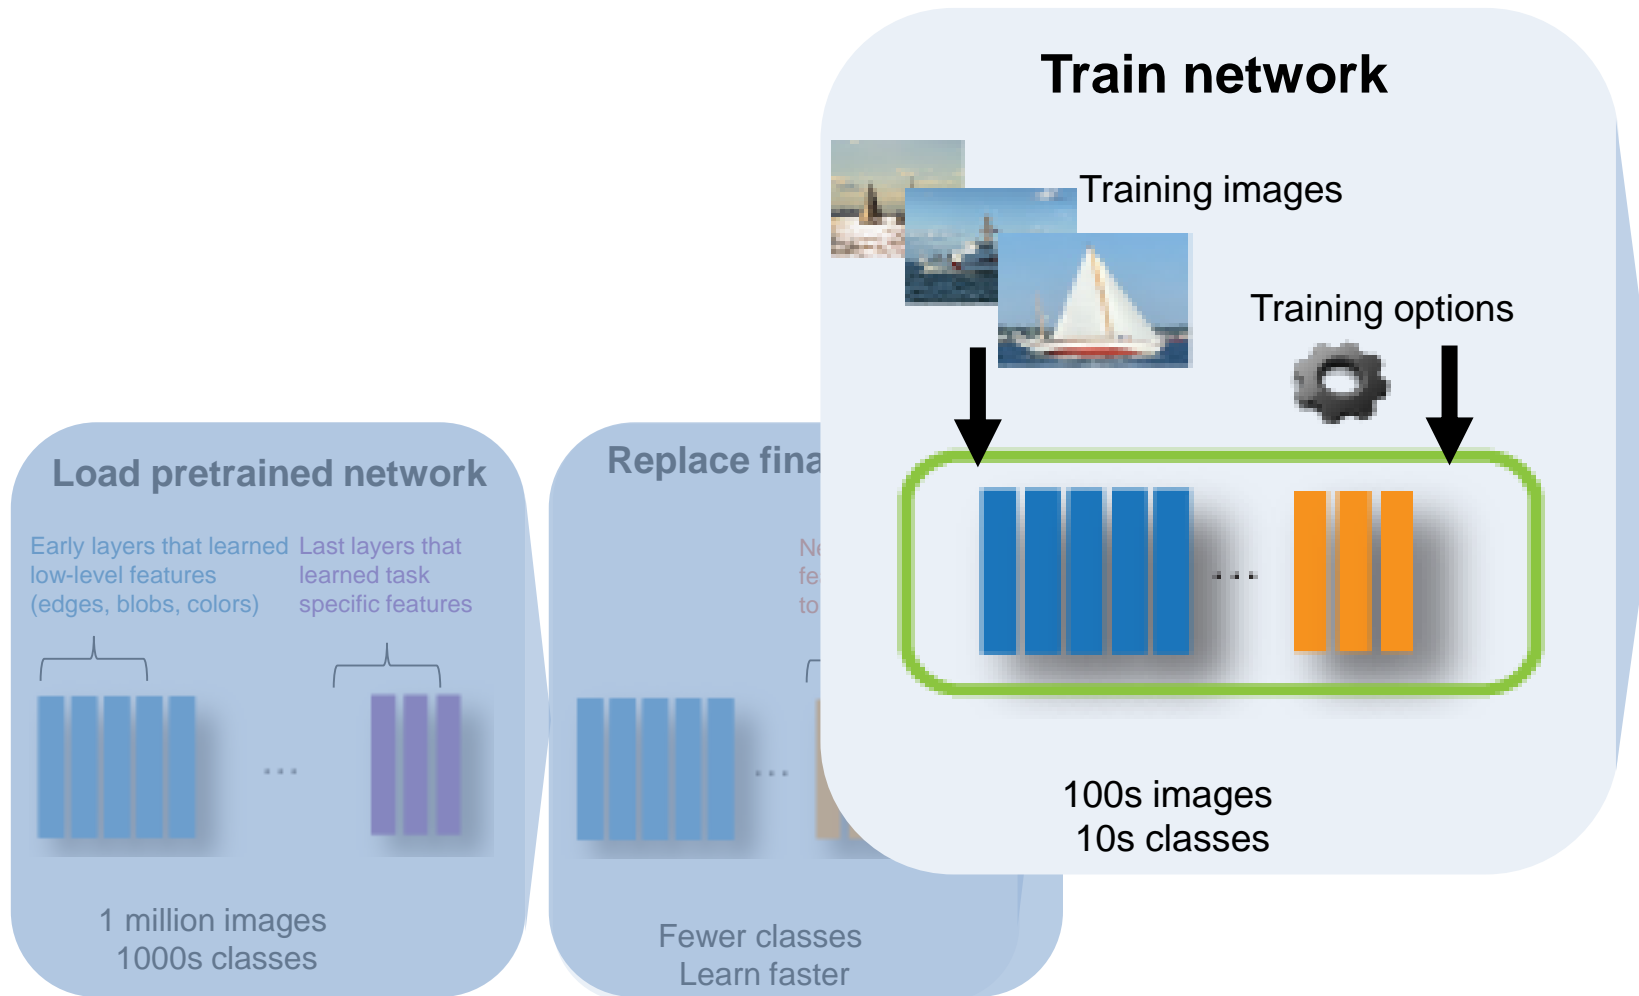 Train network
Training images
Training options
100s images
10s classes
Load pretrained network
Early layers that learned
low-level features
(edges, blobs, colors)
Last layers that
learned task
specific features
1 million images
1000s classes
Replace
Fewer classes
Learn faster